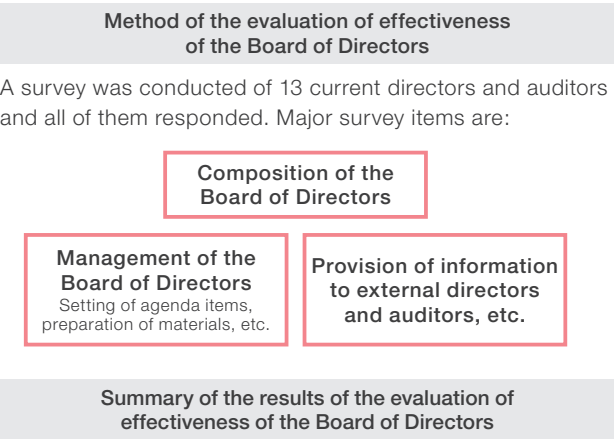 Method of the evaluation of effectiveness
of the Board of Directors
A survey was conducted of 13 current directors and auditors
and all of them responded. Major survey items are:
Composition of the
Board of Directors
Management of the
Board of Directors
Setting of agenda items,
preparation of materials, etc.
Provision of information
to external directors
and auditors, etc.
Summary of the results of the evaluation of
effectiveness of the Board of Directors